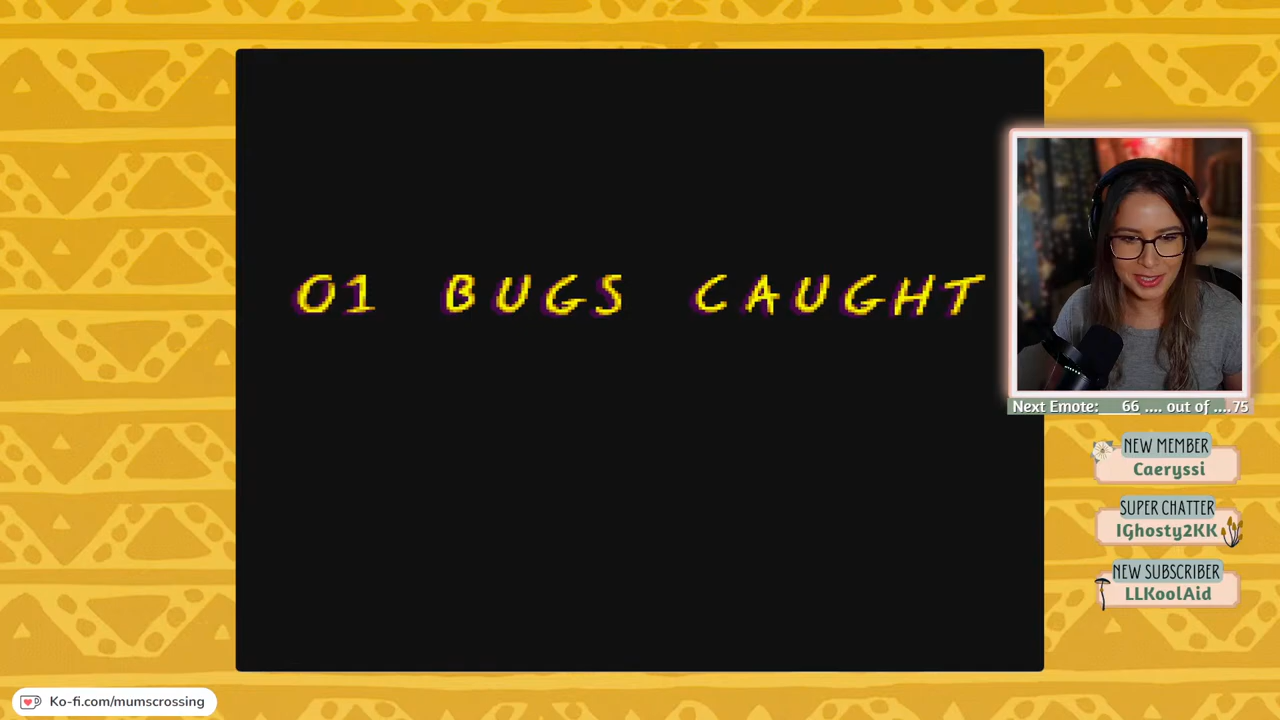 01 BUGS CAUGHT
Next Emote: 66 .... out of ....75
NEW MEMBER
Caeryssi
SUPER CHATTER
IGhosty2KK
NEW SUBSCRIBER
LLKoolAid
Ko-fi.com/mumscrossing